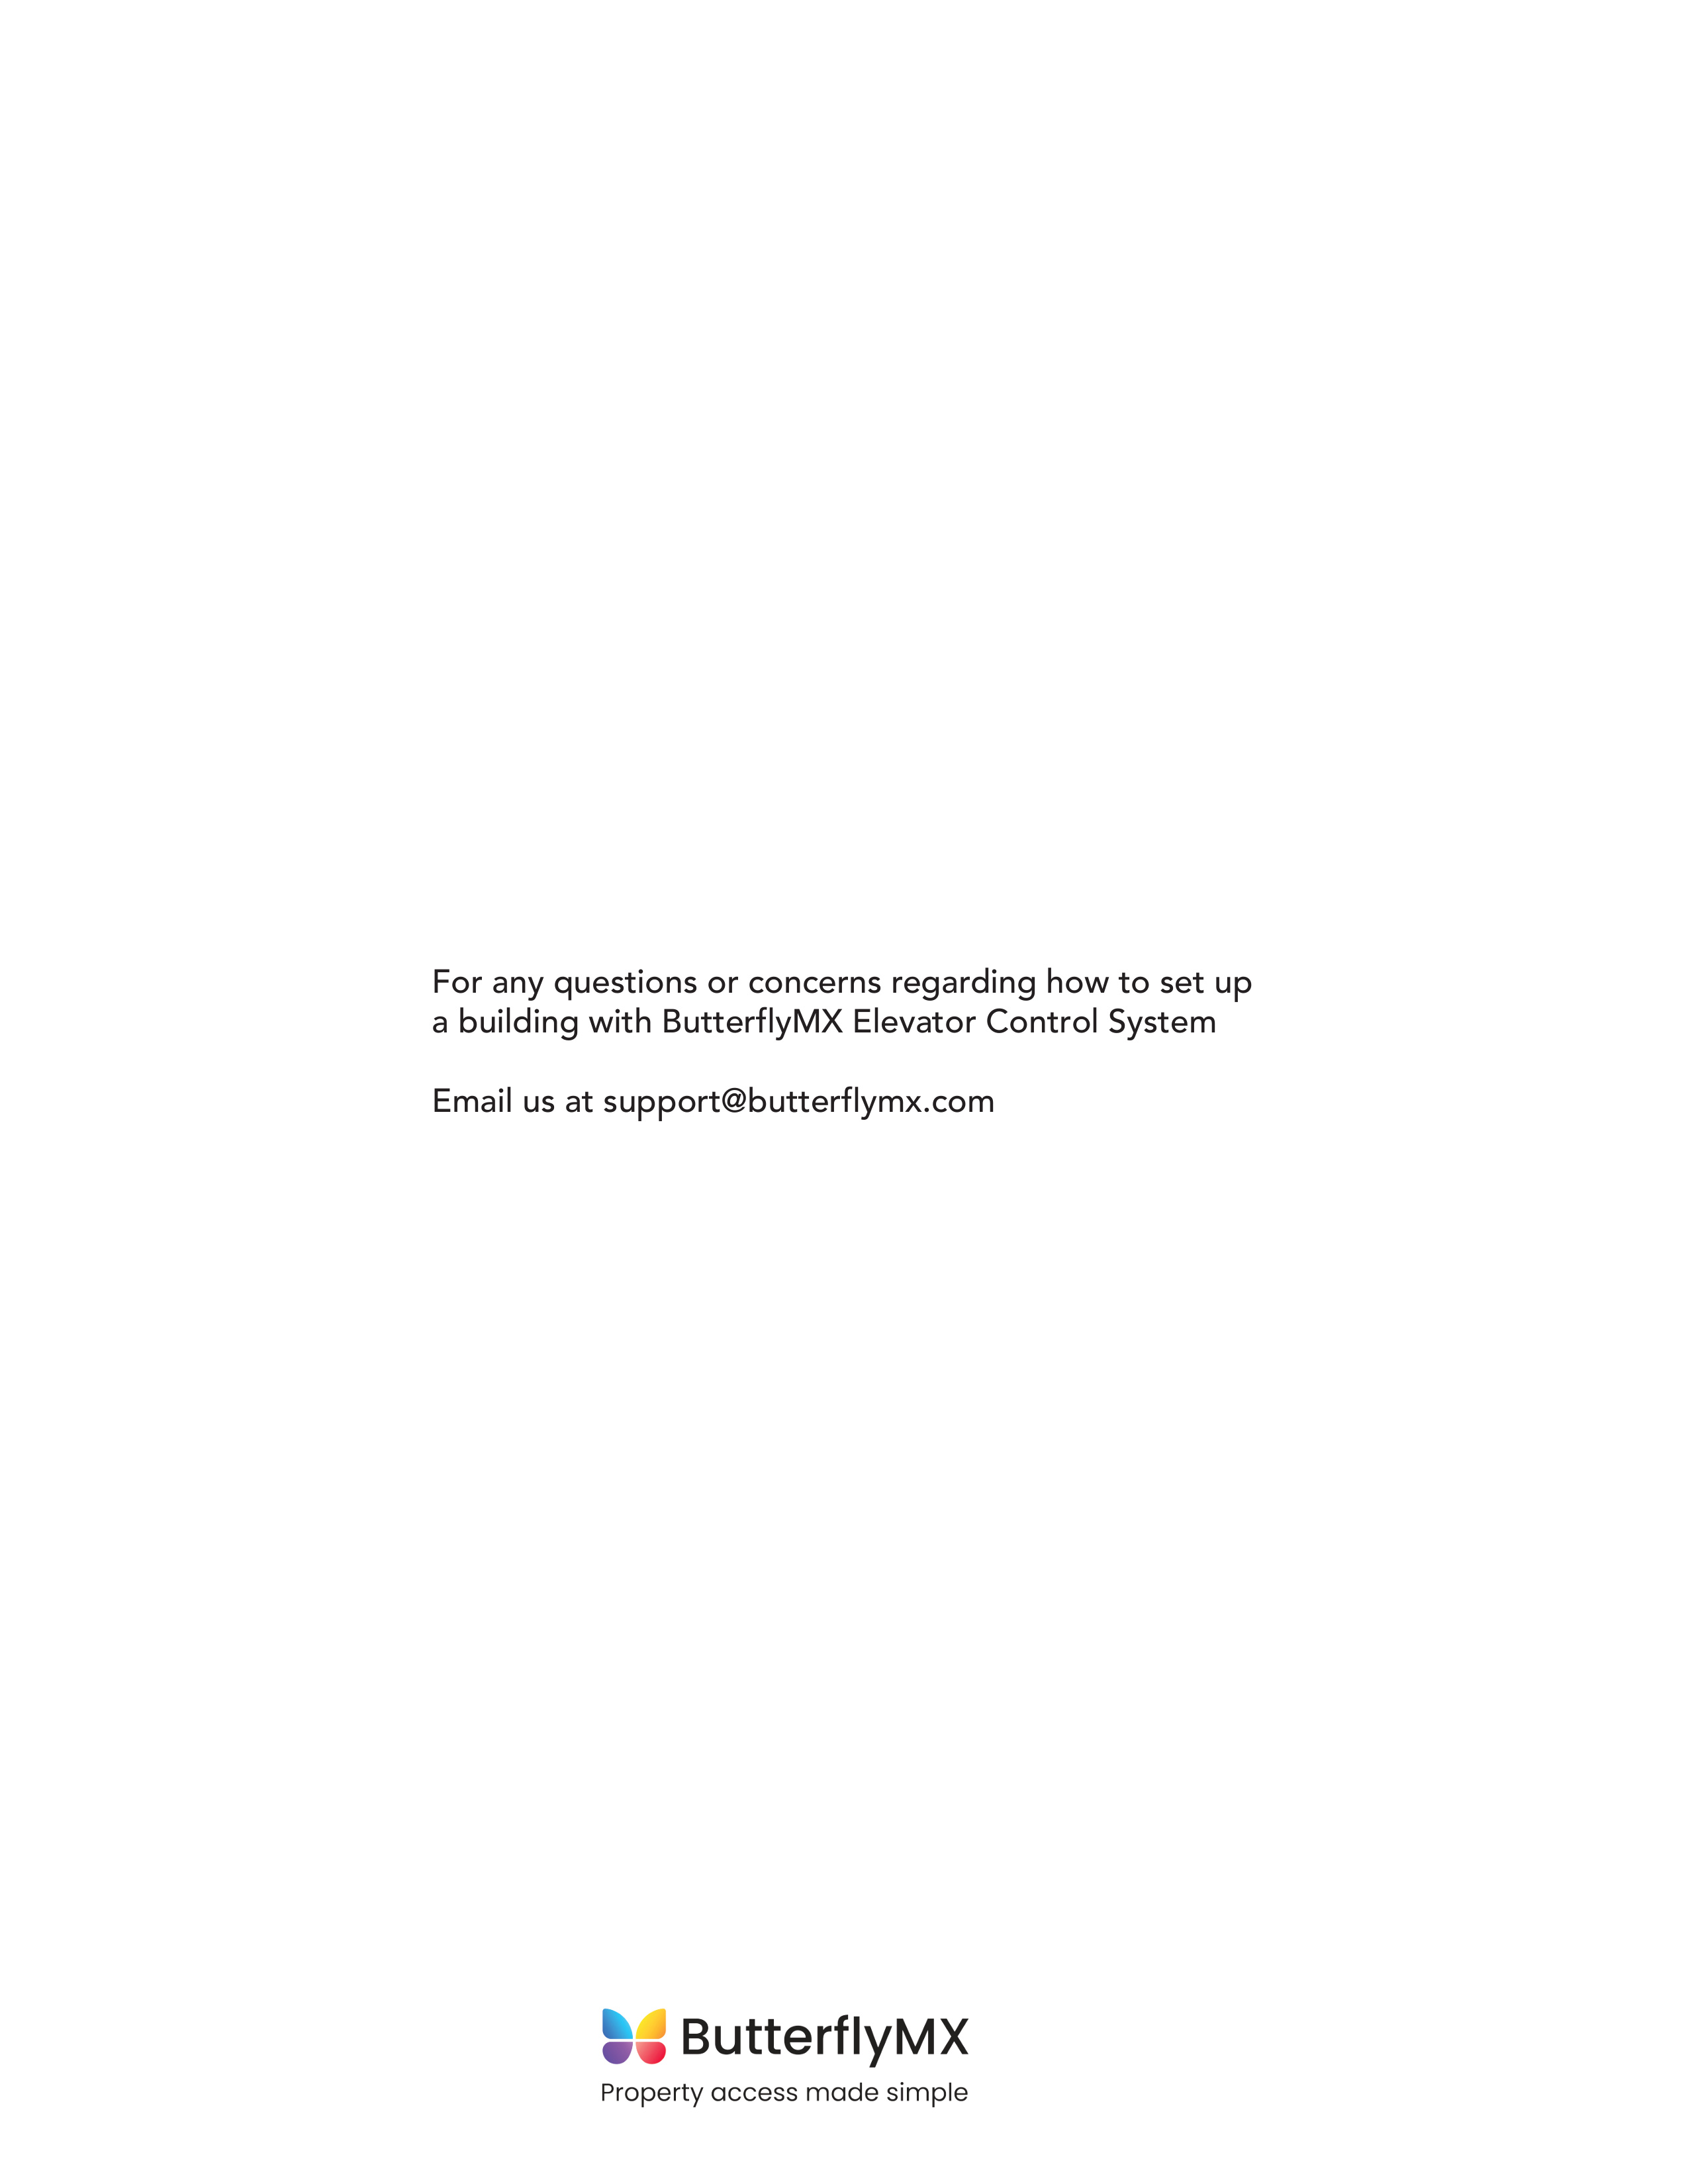 For any questions or concerns regarding how to set up
a building with ButterflyMX Elevator Control System
Email us at support@butterflymx.com
ButterflyMX
Property access made simple